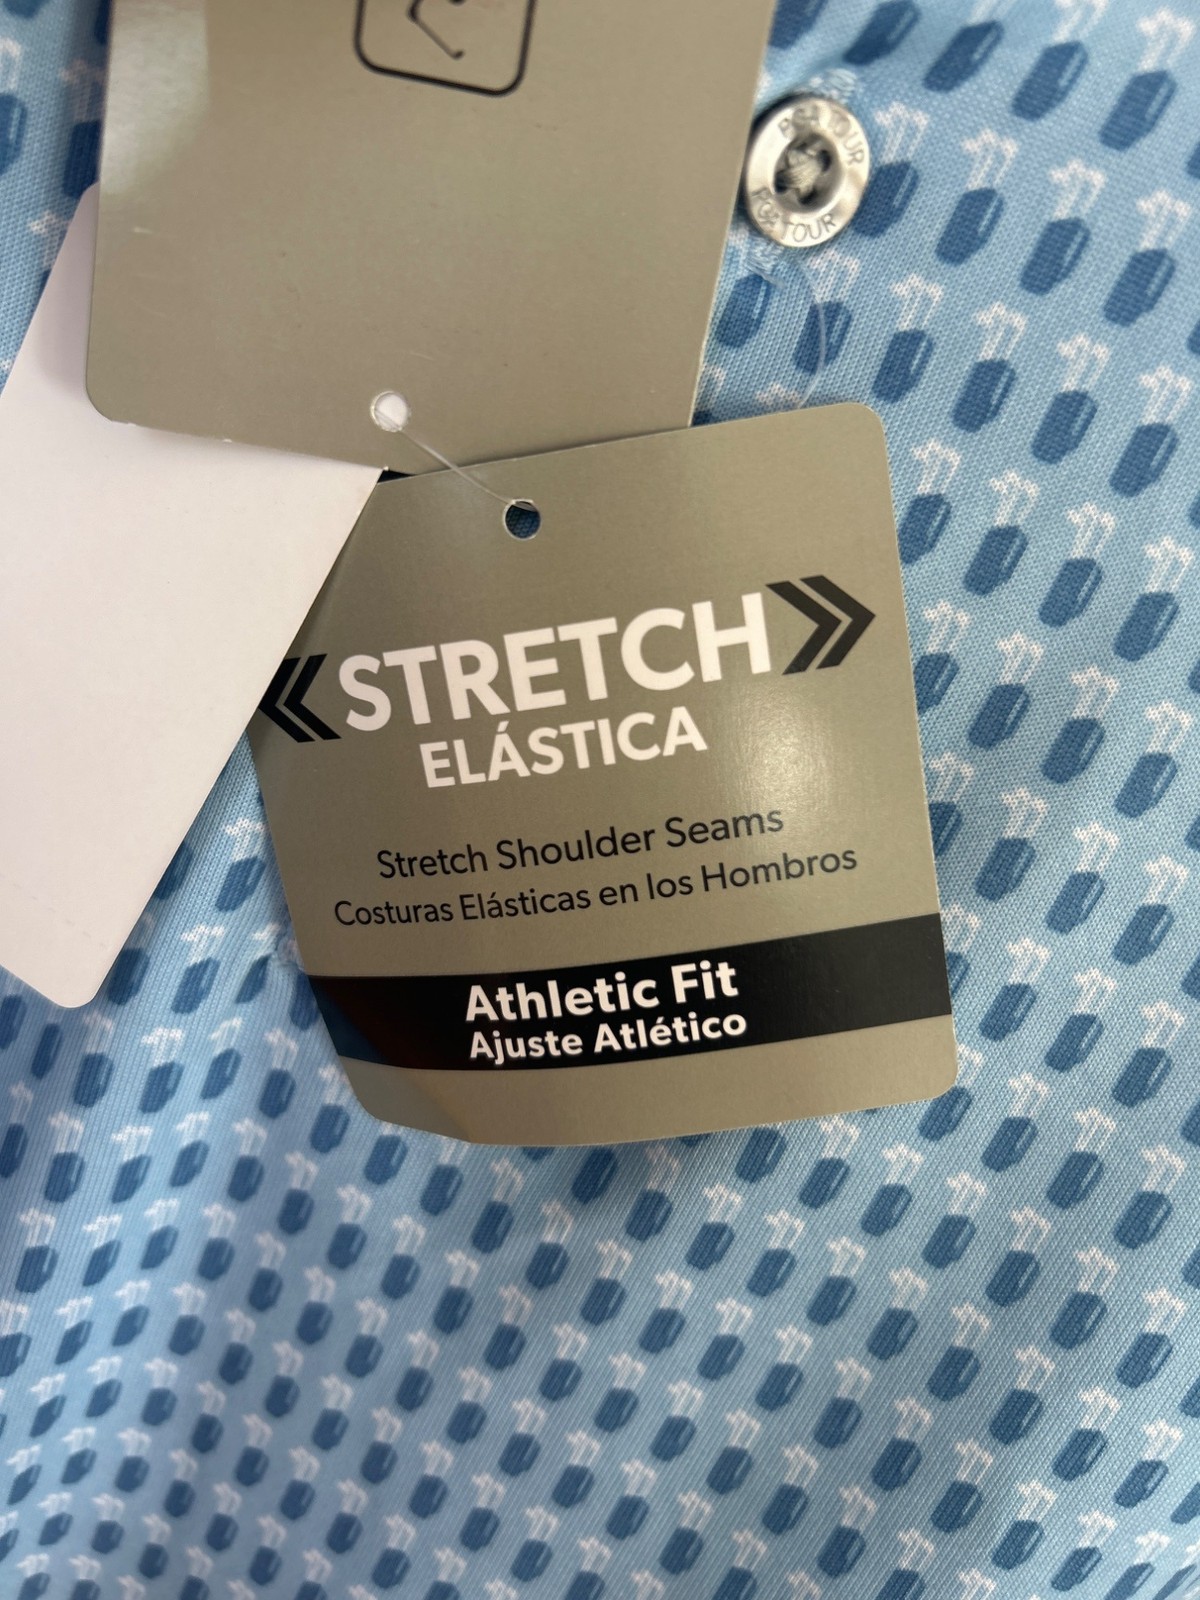 PGA TOUR
PGA TOUR
STRETCH
ELÁSTICA
Stretch Shoulder Seams
Costuras Elásticas en los Hombros
Athletic Fit
Ajuste Atlético